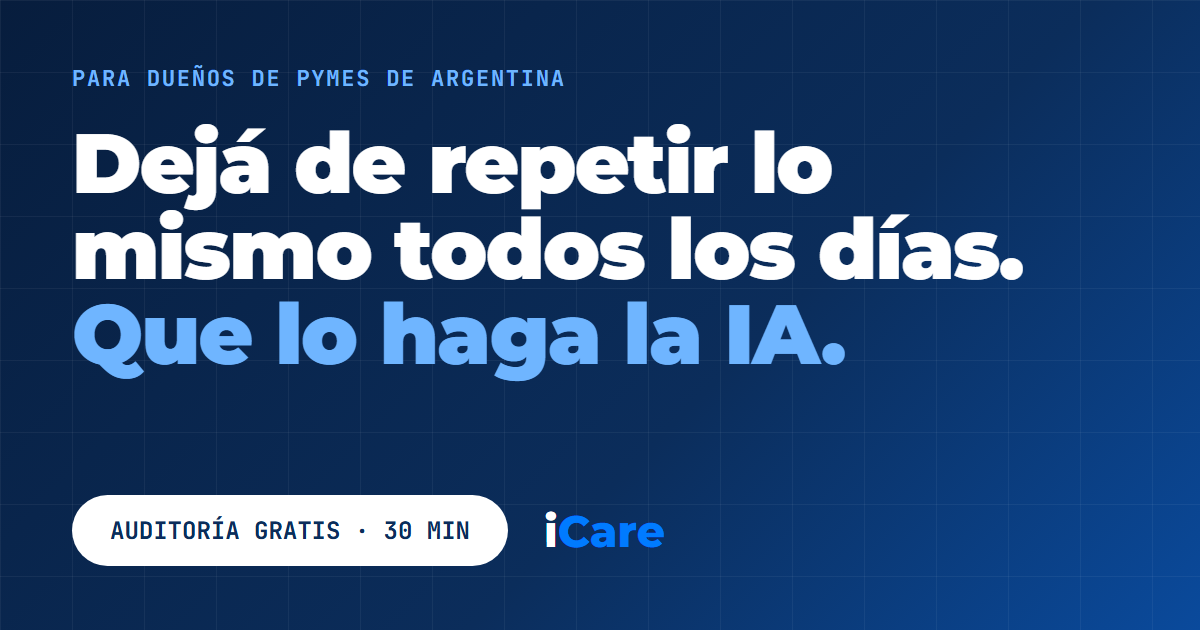 PARA DUEÑOS DE PYMES DE ARGENTINA
Dejá de repetir lo
mismo todos los días.
Que lo haga la IA.
AUDITORÍA GRATIS · 30 MIN
iCare